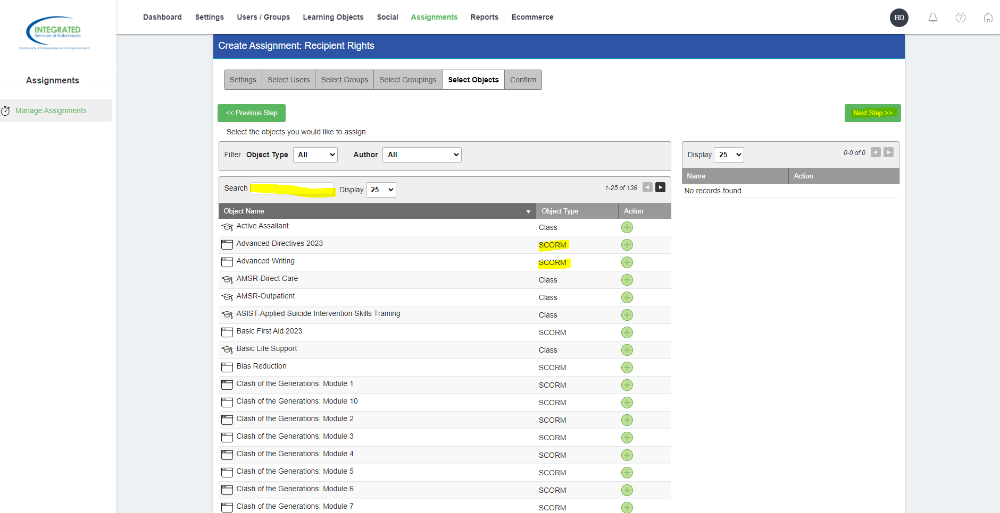 Dashboard Settings Users / Groups Learning Objects Social Assignments Reports Ecommerce BD ?
INTEGRATED
Services of Kalamazoo
Community • Independence • Empowerment
Assignments
Manage Assignments
Create Assignment: Recipient Rights
Settings Select Users Select Groups Select Groupings Select Objects Confirm
<< Previous Step Next Step >>
Select the objects you would like to assign.
Filter Object Type All Author All
Search Display 25 1-25 of 136
Object Name Object Type Action
Active Assailant Class
Advanced Directives 2023 SCORM
Advanced Writing SCORM
AMSR-Direct Care Class
AMSR-Outpatient Class
ASIST-Applied Suicide Intervention Skills Training Class
Basic First Aid 2023 SCORM
Basic Life Support Class
Bias Reduction SCORM
Clash of the Generations: Module 1 SCORM
Clash of the Generations: Module 10 SCORM
Clash of the Generations: Module 2 SCORM
Clash of the Generations: Module 3 SCORM
Clash of the Generations: Module 4 SCORM
Clash of the Generations: Module 5 SCORM
Clash of the Generations: Module 6 SCORM
Clash of the Generations: Module 7 SCORM
Display 25 0-0 of 0
Name Action
No records found